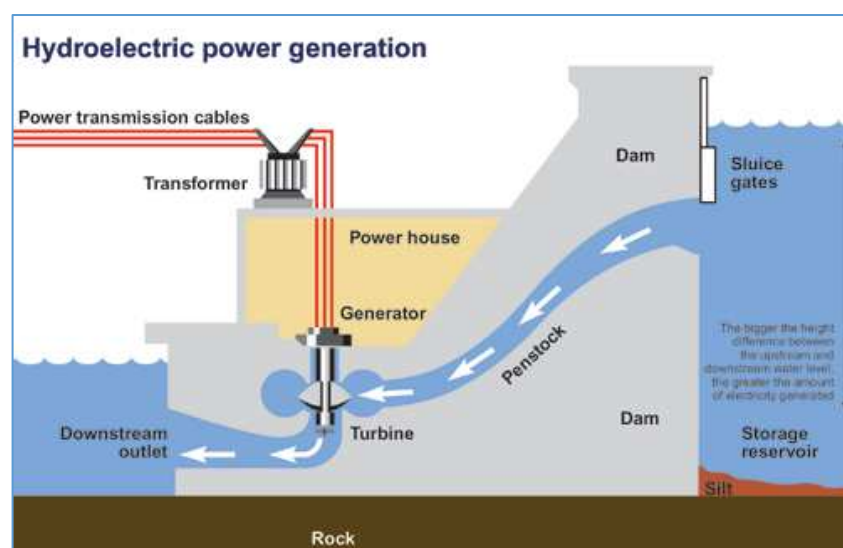 Hydroelectric power generation
Power transmission cables
Transformer
Dam
Sluice
gates
Power house
Generator
The bigger the height
difference between
the upstream and
downstream water level,
the greater the amount
of electricity generated
Penstock
Downstream
outlet
Turbine
Dam
Storage
reservoir
Silt
Rock